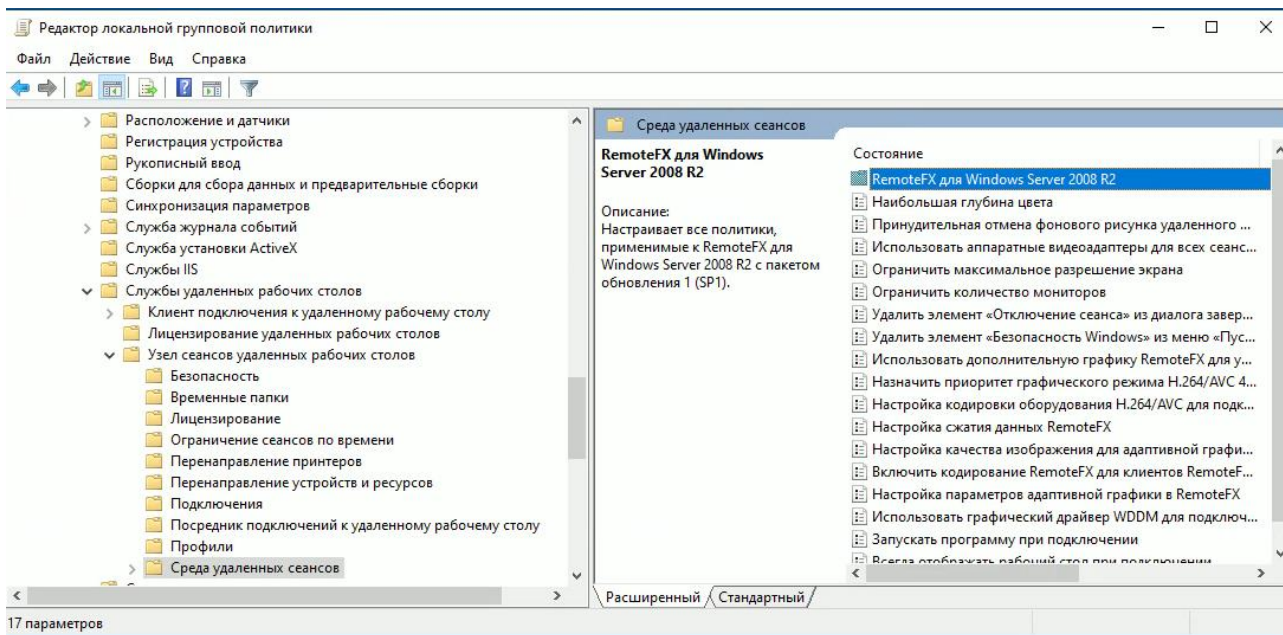 Редактор локальной групповой политики
Файл Действие Вид Справка
Расположение и датчики
Регистрация устройства
Рукописный ввод
Сборки для сбора данных и предварительные сборки
Синхронизация параметров
Служба журнала событий
Служба установки ActiveX
Службы IIS
Службы удаленных рабочих столов
Клиент подключения к удаленному рабочему столу
Лицензирование удаленных рабочих столов
Узел сеансов удаленных рабочих столов
Безопасность
Временные папки
Лицензирование
Ограничение сеансов по времени
Перенаправление принтеров
Перенаправление устройств и ресурсов
Подключения
Посредник подключений к удаленному рабочему столу
Профили
Среда удаленных сеансов
Среда удаленных сеансов
RemoteFX для Windows
Server 2008 R2
Описание:
Настраивает все политики,
применимые к RemoteFX для
Windows Server 2008 R2 с пакетом
обновления 1 (SP1).
Состояние
RemoteFX для Windows Server 2008 R2
Наибольшая глубина цвета
Принудительная отмена фонового рисунка удаленного ...
Использовать аппаратные видеоадаптеры для всех сеанс...
Ограничить максимальное разрешение экрана
Ограничить количество мониторов
Удалить элемент «Отключение сеанса» из диалога завер...
Удалить элемент «Безопасность Windows» из меню «Пус...
Использовать дополнительную графику RemoteFX для у...
Назначить приоритет графического режима H.264/AVC 4...
Настройка кодировки оборудования H.264/AVC для подк...
Настройка сжатия данных RemoteFX
Настройка качества изображения для адаптивной графи...
Включить кодирование RemoteFX для клиентов RemoteF...
Настройка параметров адаптивной графики в RemoteFX
Использовать графический драйвер WDDM для подключ...
Запускать программу при подключении
Всегда отображать рабочий стол при подключении
Расширенный Стандартный
17 параметров